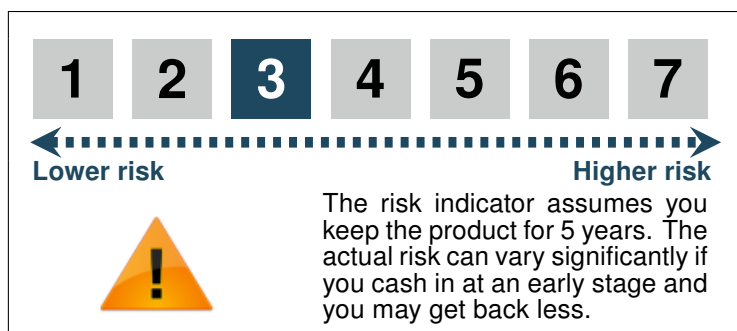 1 2 3 4 5 6 7
Lower risk Higher risk
!
The risk indicator assumes you
keep the product for 5 years. The
actual risk can vary significantly if
you cash in at an early stage and
you may get back less.